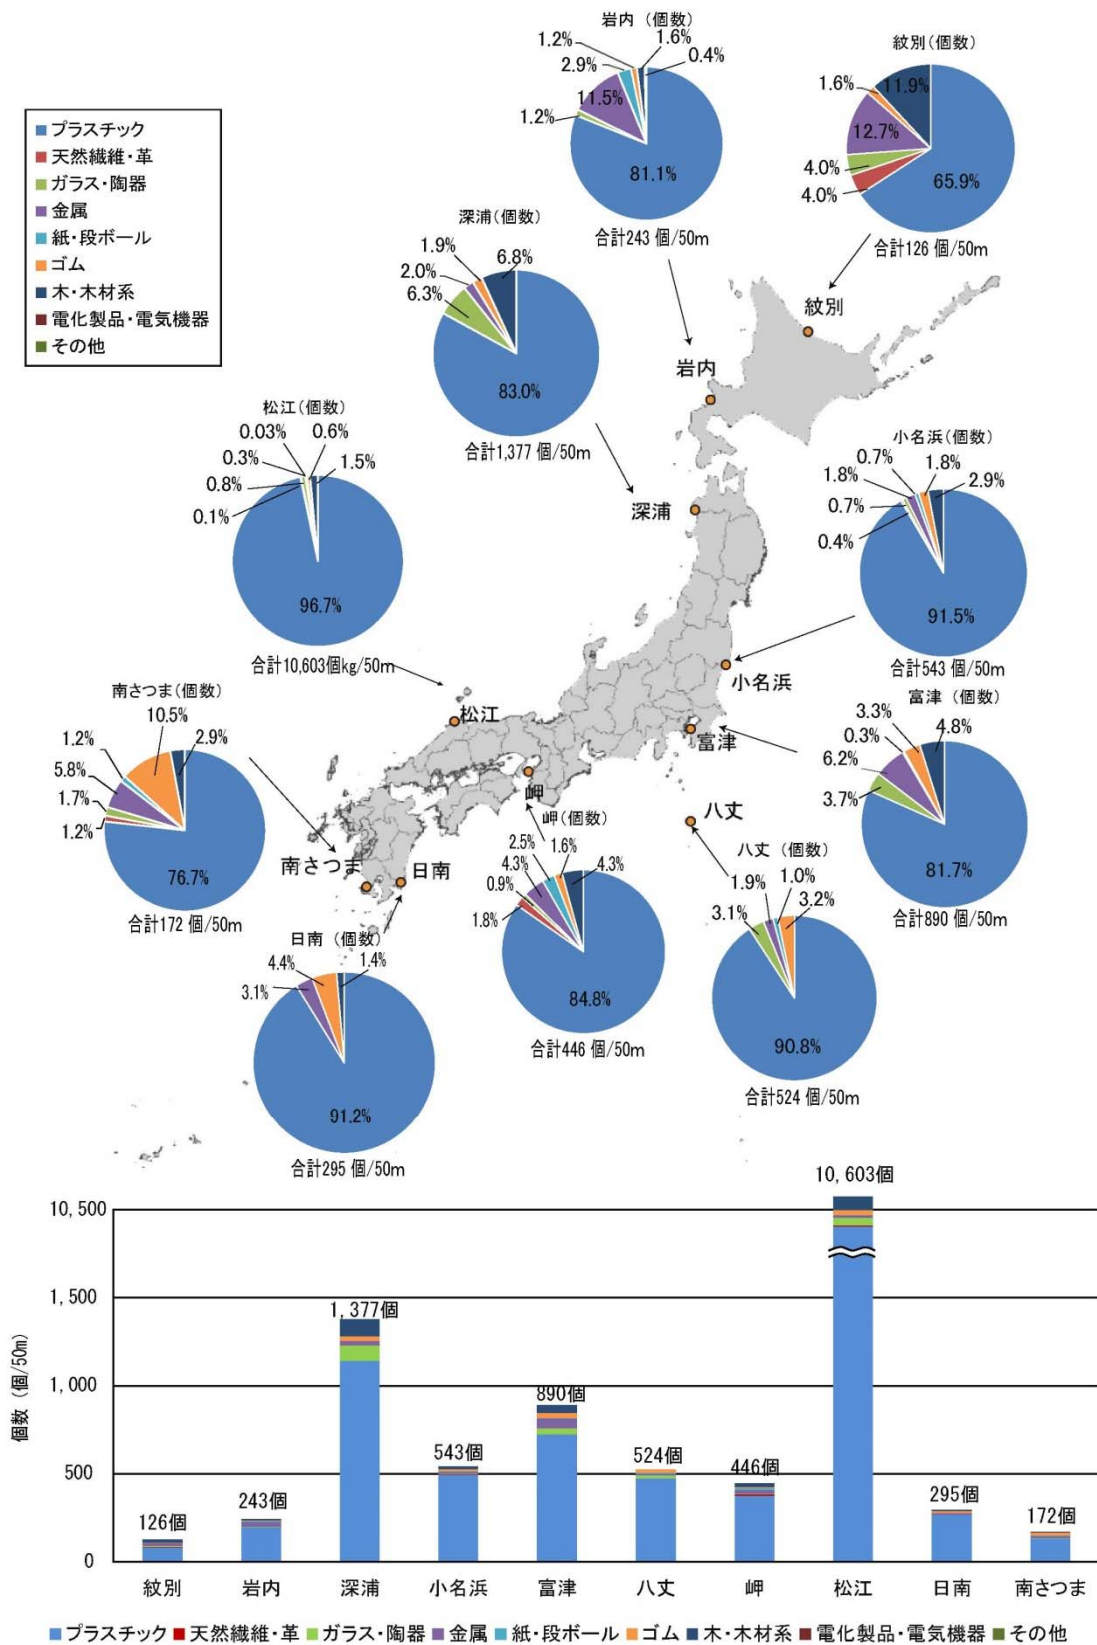 プラスチック
天然繊維・革
ガラス・陶器
金属
紙・段ボール
ゴム
木・木材系
電化製品・電気機器
その他
岩内 (個数)
1.2%
1.6%
2.9%
0.4%
11.5%
1.2%
81.1%
合計243 個/50m
紋別(個数)
1.6%
11.9%
12.7%
4.0%
4.0%
65.9%
合計126 個/50m
深浦(個数)
1.9%
6.8%
2.0%
6.3%
83.0%
合計1,377 個/50m
紋別
岩内
松江(個数)
0.03%
0.6%
0.3%
1.5%
0.8%
0.1%
96.7%
合計10,603個kg/50m
深浦
小名浜(個数)
0.7%
1.8%
1.8%
2.9%
0.7%
0.4%
91.5%
合計543個/50m
小名浜
南さつま(個数)
10.5%
1.2%
2.9%
5.8%
1.7%
1.2%
76.7%
合計172 個/50m
松江
富津
岬
八丈
南さつま
日南
富津 (個数)
3.3%
4.8%
0.3%
6.2%
3.7%
81.7%
合計890 個/50m
岬(個数)
2.5%
1.6%
4.3%
4.3%
0.9%
1.8%
84.8%
合計446 個/50m
八丈 (個数)
1.9%
1.0%
3.1%
3.2%
90.8%
合計524 個/50m
日南 (個数)
4.4%
1.4%
3.1%
91.2%
合計295 個/50m
個数 (個/50m)
10,500
1,500
1,000
500
0
126個
243個
1,377個
543個
890個
524個
446個
10,603個
295個
172個
紋別 岩内 深浦 小名浜 富津 八丈 岬 松江 日南 南さつま
プラスチック 天然繊維・革 ガラス・陶器 金属 紙・段ボール ゴム 木・木材系 電化製品・電気機器 その他